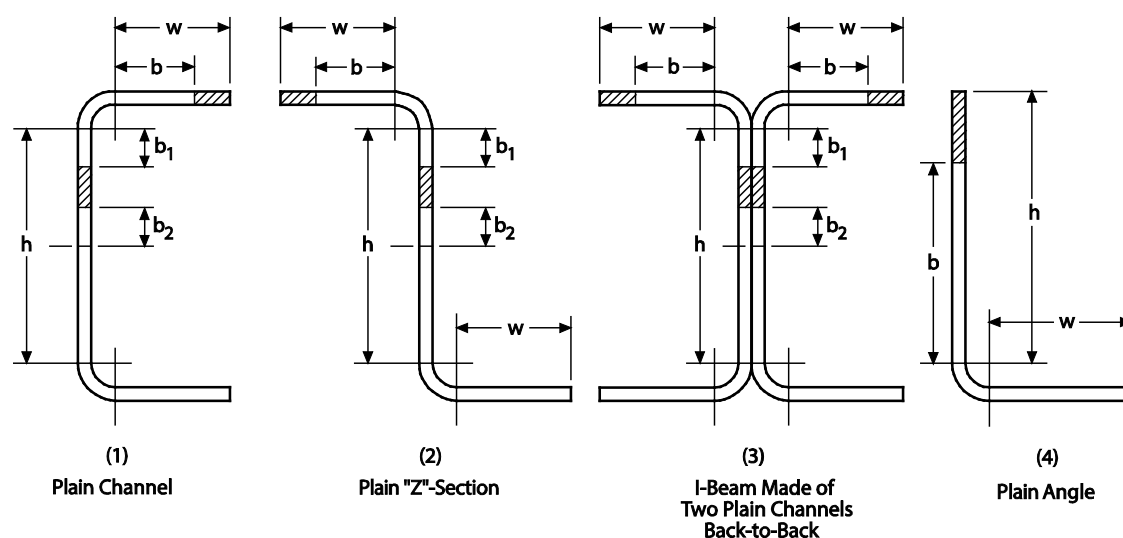 w
b
b1
h
b2
(1)
Plain Channel
w
b
b1
h
b2
w
(2)
Plain "Z"-Section
w
w
b
b
b1
h
b2
(3)
I-Beam Made of
Two Plain Channels
Back-to-Back
h
b
w
(4)
Plain Angle